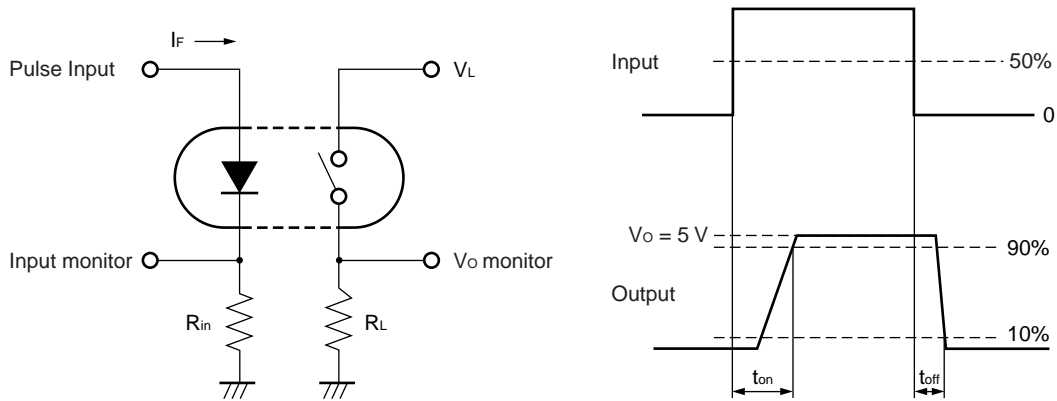 IF
Pulse Input
VL
Input monitor
VO monitor
Rin
RL
Input
50%
0
VO = 5 V
90%
Output
10%
ton
toff